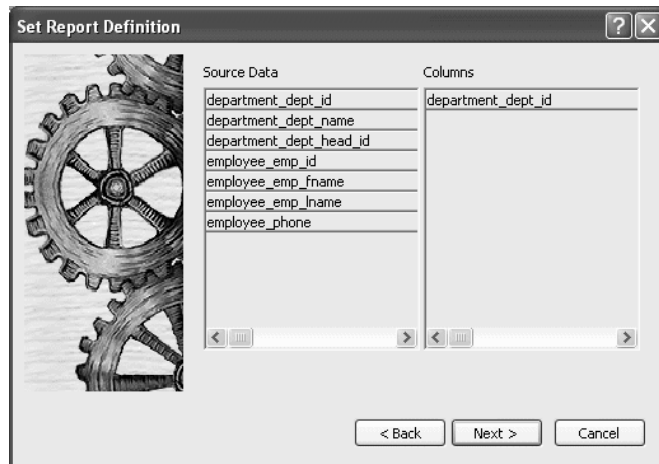 Set Report Definition
Source Data
Columns
department_dept_id
department_dept_name
department_dept_head_id
employee_emp_id
employee_emp_fname
employee_emp_lname
employee_phone
department_dept_id
< Back
Next >
Cancel